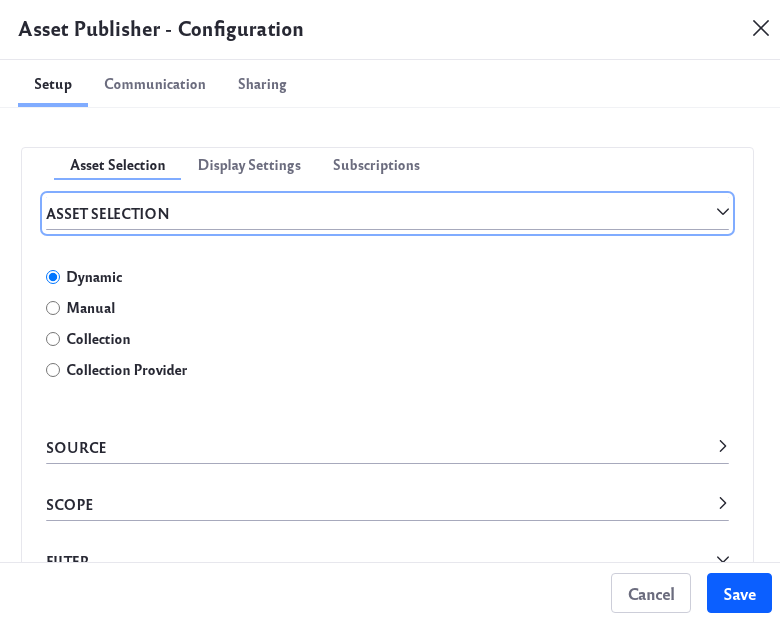 Asset Publisher - Configuration
Setup Communication Sharing
Asset Selection Display Settings Subscriptions
ASSET SELECTION
Dynamic
Manual
Collection
Collection Provider
SOURCE
SCOPE
FILTER
Cancel Save